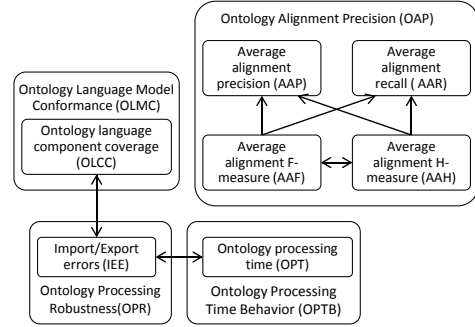 Ontology Alignment Precision (OAP)
Average
alignment
precision (AAP)
Average
alignment
recall ( AAR)
Average
alignment F-
measure (AAF)
Average
alignment H-
measure (AAH)
Ontology Language Model
Conformance (OLMC)
Ontology language
component coverage
(OLCC)
Import/Export
errors (IEE)
Ontology Processing
Robustness(OPR)
Ontology processing
time (OPT)
Ontology Processing
Time Behavior (OPTB)